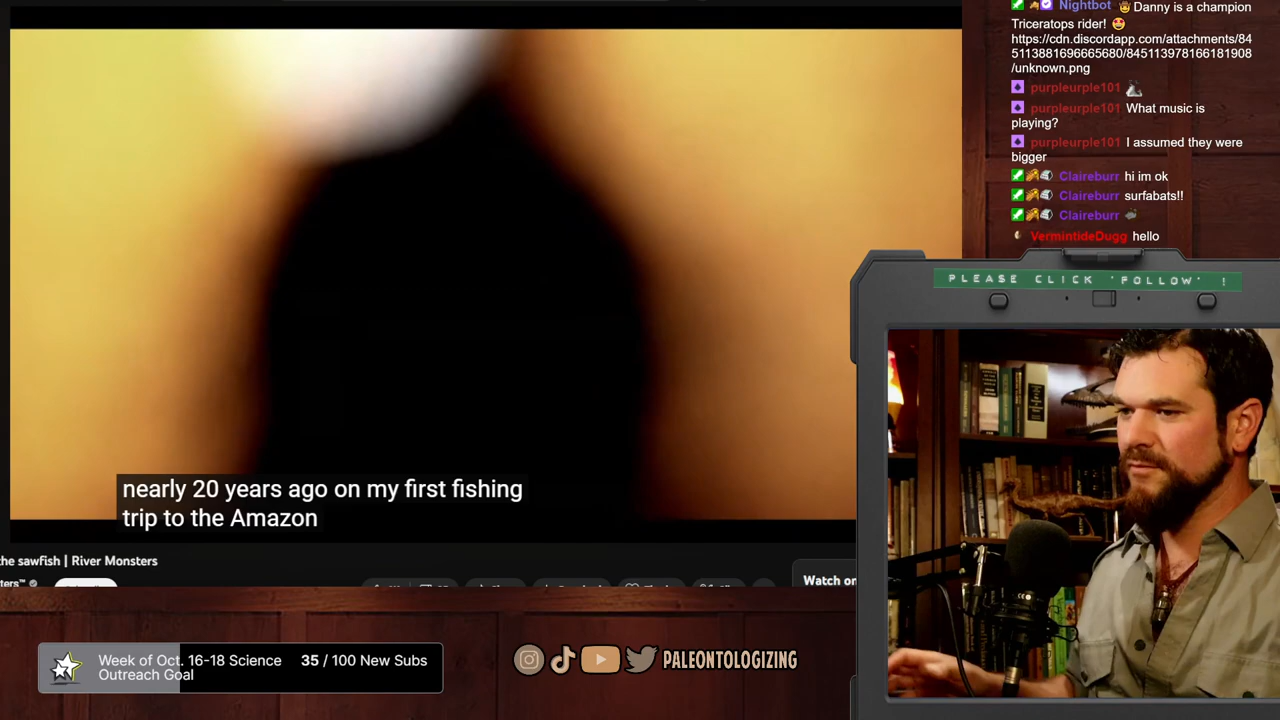 Nightbot Danny is a champion
Triceratops rider!
https://cdn.discordapp.com/attachments/84
5113881696665680/845113978166181908
/unknown.png
purpleurple101
purpleurple101 What music is
playing?
purpleurple101 I assumed they were
bigger
Claireburr hi im ok
Claireburr surfabats!!
Claireburr
VermintideDugg hello
PLEASE CLICK 'FOLLOW' !
nearly 20 years ago on my first fishing
trip to the Amazon
the sawfish | River Monsters
ters™
Watch on
Week of Oct. 16-18 Science
Outreach Goal
35 / 100 New Subs
PALEONTOLOGIZING